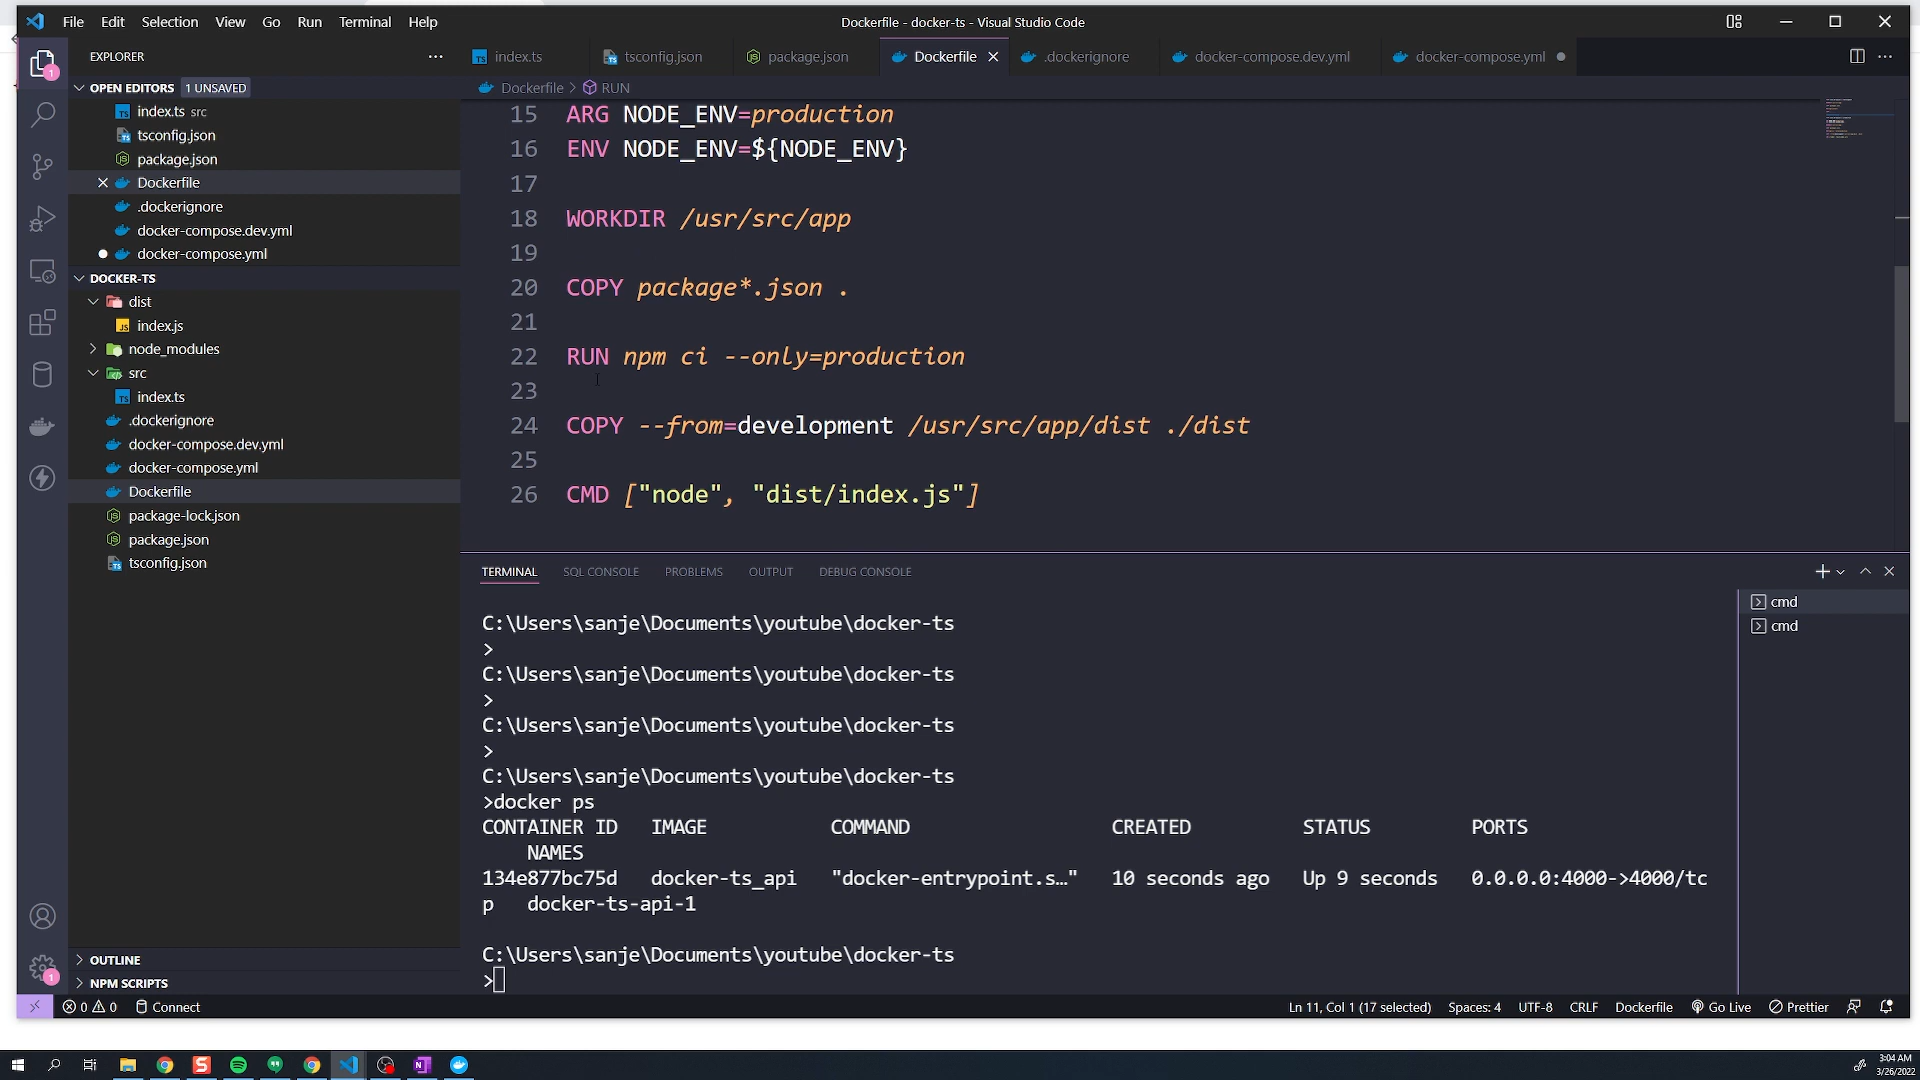 File Edit Selection View Go Run Terminal Help
Dockerfile - docker-ts - Visual Studio Code
EXPLORER
index.ts
tsconfig.json
package.json
Dockerfile
.dockerignore
docker-compose.dev.yml
docker-compose.yml
OPEN EDITORS 1 UNSAVED
index.ts src
tsconfig.json
package.json
Dockerfile
.dockerignore
docker-compose.dev.yml
docker-compose.yml
DOCKER-TS
dist
index.js
node_modules
src
index.ts
.dockerignore
docker-compose.dev.yml
docker-compose.yml
Dockerfile
package-lock.json
package.json
tsconfig.json
OUTLINE
NPM SCRIPTS
1
1
Dockerfile > RUN
15 ARG NODE_ENV=production
16 ENV NODE_ENV=${NODE_ENV}
17
18 WORKDIR /usr/src/app
19
20 COPY package*.json .
21
22 RUN npm ci --only=production
23
24 COPY --from=development /usr/src/app/dist ./dist
25
26 CMD ["node", "dist/index.js"]
TERMINAL SQL CONSOLE PROBLEMS OUTPUT DEBUG CONSOLE
cmd
cmd
C:\Users\sanje\Documents\youtube\docker-ts
>
C:\Users\sanje\Documents\youtube\docker-ts
>
C:\Users\sanje\Documents\youtube\docker-ts
>
C:\Users\sanje\Documents\youtube\docker-ts
>docker ps
CONTAINER ID IMAGE COMMAND CREATED STATUS PORTS
NAMES
134e877bc75d docker-ts_api "docker-entrypoint.s…" 10 seconds ago Up 9 seconds 0.0.0.0:4000->4000/tc
p docker-ts-api-1
C:\Users\sanje\Documents\youtube\docker-ts
>
0 0 Connect
Ln 11, Col 1 (17 selected) Spaces: 4 UTF-8 CRLF Dockerfile Go Live Prettier
3:04 AM
3/26/2022